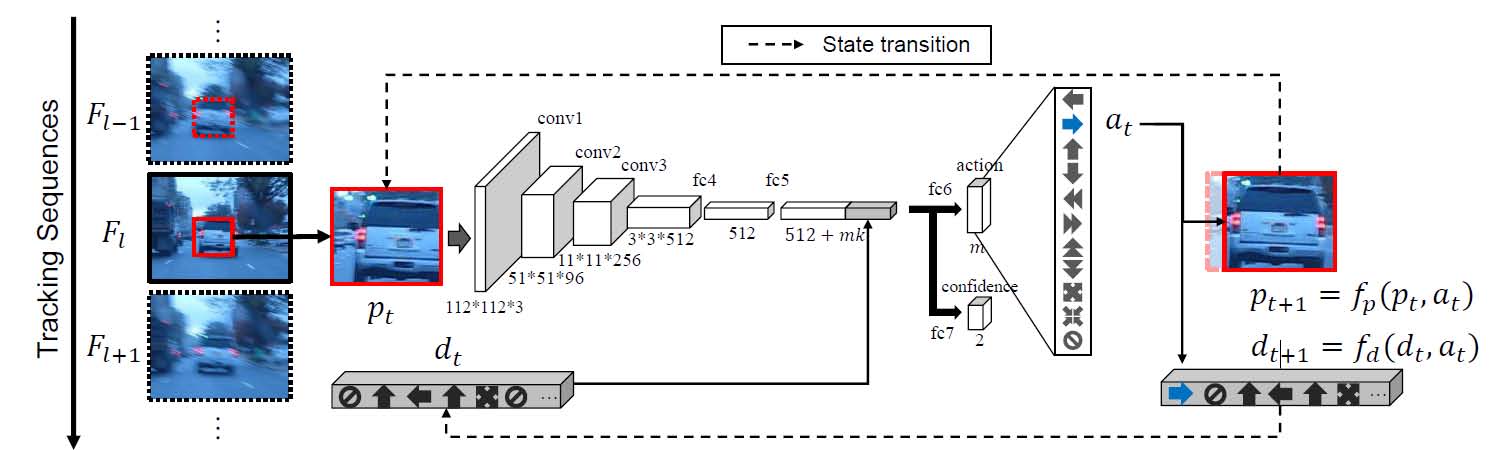 State transition
Tracking Sequences
⋮
F_{l-1}
F_l
F_{l+1}
⋮
p_t
conv1
conv2
conv3
fc4
fc5
112*112*3
51*51*96
11*11*256
3*3*512
512
512 + mk
d_t
...
fc6
action
m
confidence
fc7
2
a_t
p_{t+1} = f_p(p_t, a_t)
d_{t+1} = f_d(d_t, a_t)
...